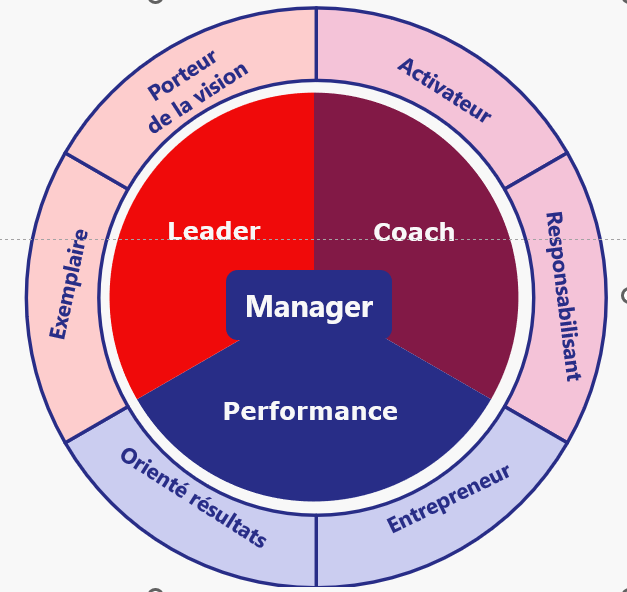 Porteur
de la vision
Activateur
Exemplaire
Leader
Coach
Responsabilisant
Manager
Performance
Orienté résultats
Entrepreneur